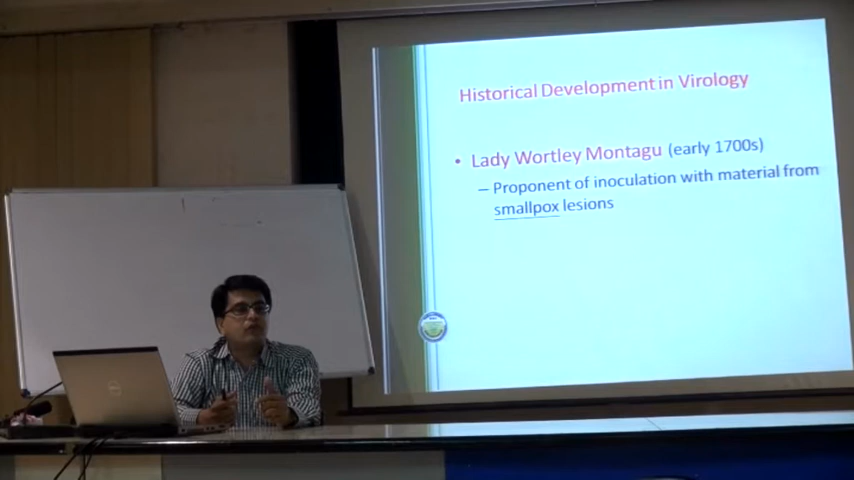 Historical Development in Virology
• Lady Wortley Montagu (early 1700s)
– Proponent of inoculation with material from
smallpox lesions